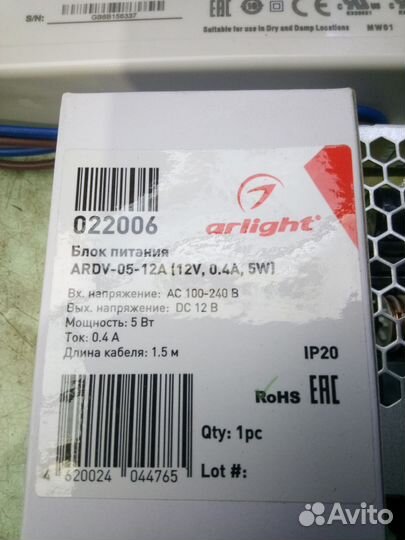 S/N: GB6B156337
Suitable for use in Dry and Damp Locations MW01
022006
arlight
Блок питания
ARDV-05-12A (12V, 0.4A, 5W)
Вх. напряжение: AC 100-240 В
Вых. напряжение: DC 12 В
Мощность: 5 Вт
Ток: 0.4 А
Длина кабеля: 1.5 м
IP20
RoHS EAC
Qty: 1pc
Lot #:
4 620024 044765
Avito